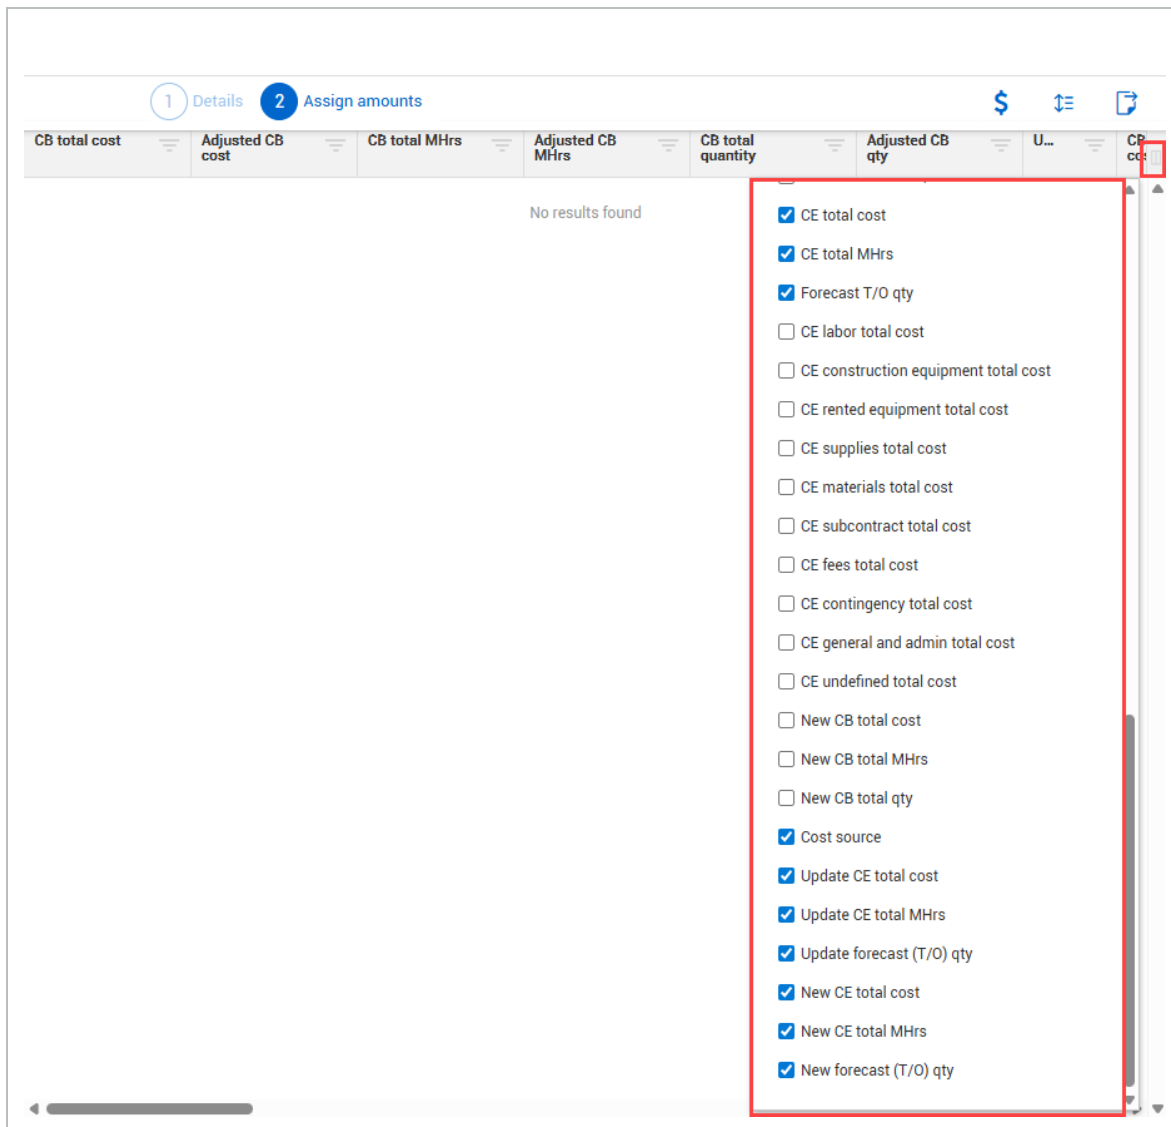 1 Details 2 Assign amounts $
CB total cost
Adjusted CB
cost
CB total MHrs
Adjusted CB
MHrs
CB total
quantity
Adjusted CB
qty
U...
CB
No results found
CE total cost
CE total MHrs
Forecast T/O qty
CE labor total cost
CE construction equipment total cost
CE rented equipment total cost
CE supplies total cost
CE materials total cost
CE subcontract total cost
CE fees total cost
CE contingency total cost
CE general and admin total cost
CE undefined total cost
New CB total cost
New CB total MHrs
New CB total qty
Cost source
Update CE total cost
Update CE total MHrs
Update forecast (T/O) qty
New CE total cost
New CE total MHrs
New forecast (T/O) qty